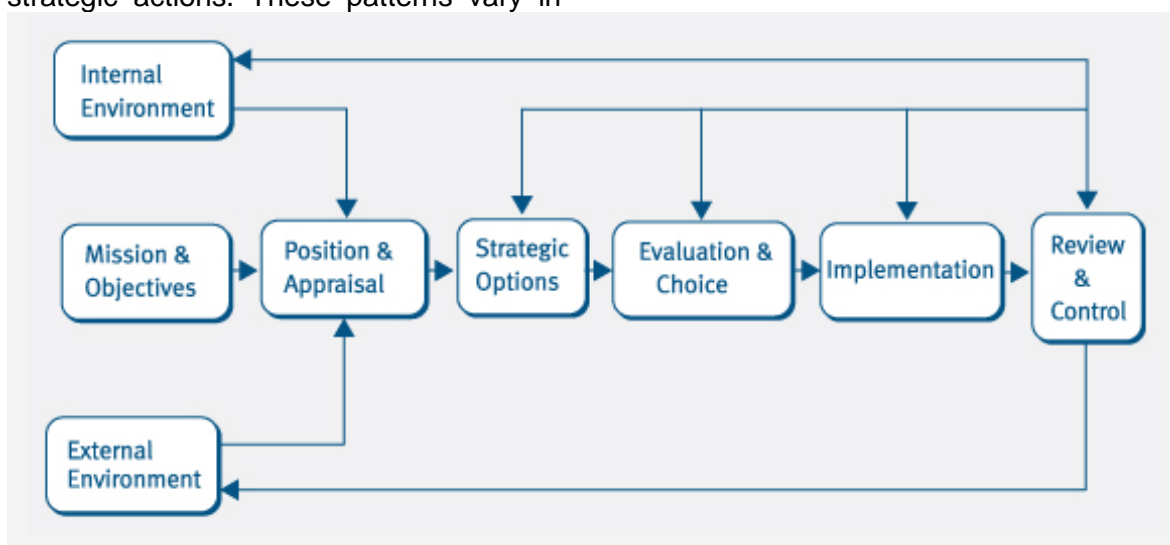 strategic actions. These patterns vary in
Internal
Environment
Mission &
Objectives
Position &
Appraisal
Strategic
Options
Evaluation &
Choice
Implementation
Review
&
Control
External
Environment